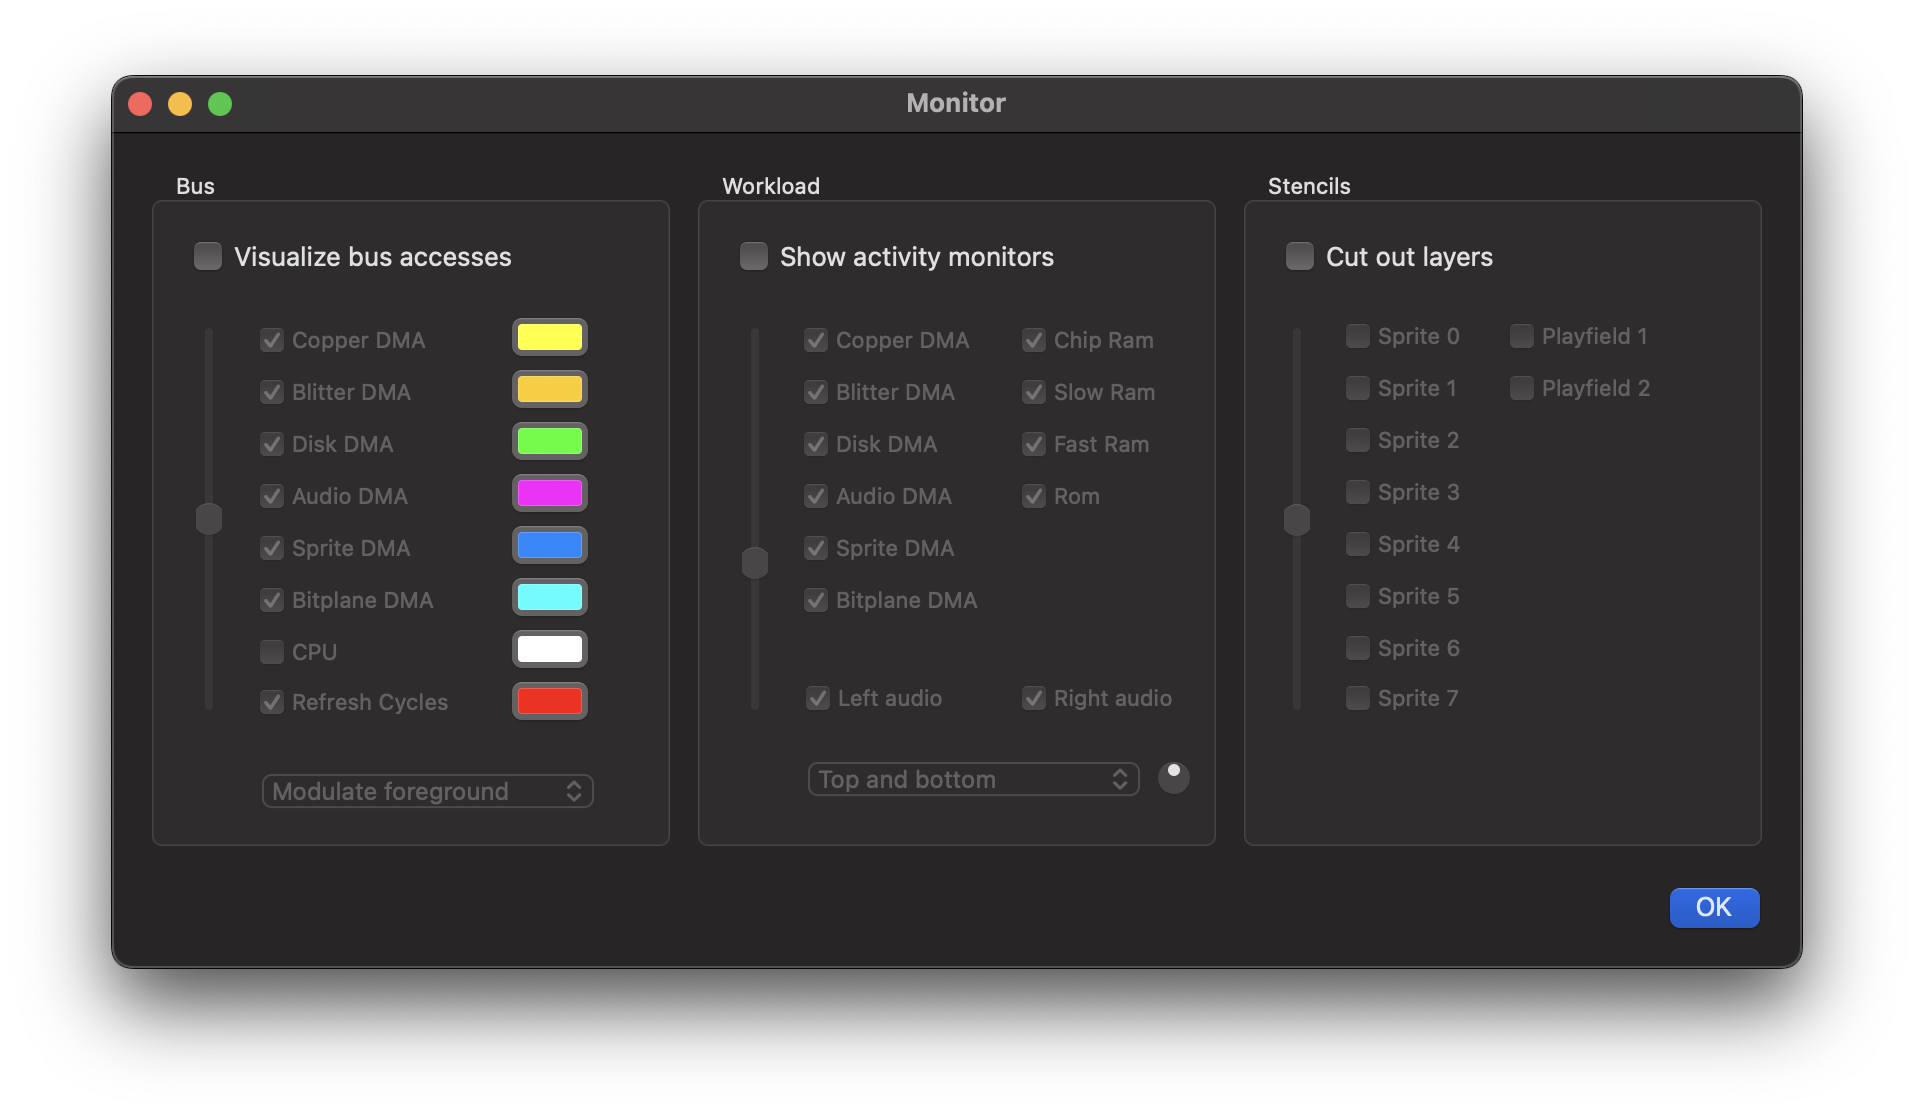 Monitor
Bus
Visualize bus accesses
Copper DMA
Blitter DMA
Disk DMA
Audio DMA
Sprite DMA
Bitplane DMA
CPU
Refresh Cycles
Modulate foreground
Workload
Show activity monitors
Copper DMA
Blitter DMA
Disk DMA
Audio DMA
Sprite DMA
Bitplane DMA
Chip Ram
Slow Ram
Fast Ram
Rom
Left audio
Right audio
Top and bottom
Stencils
Cut out layers
Sprite 0
Sprite 1
Sprite 2
Sprite 3
Sprite 4
Sprite 5
Sprite 6
Sprite 7
Playfield 1
Playfield 2
OK